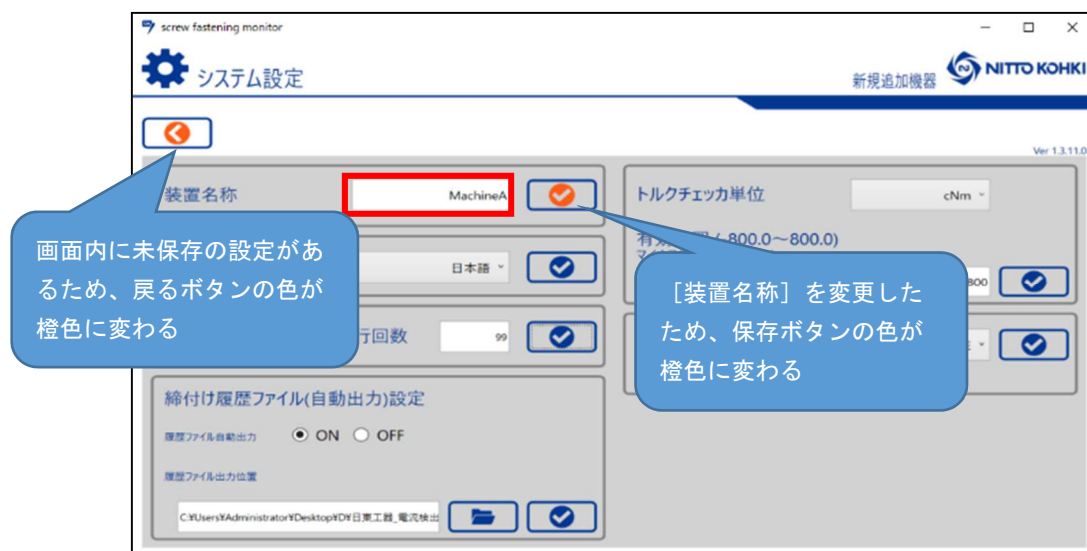 screw fastening monitor
システム設定
新規追加機器
NITTO KOHKI
Ver 1.3.11.0
装置名称
MachineA
トルクチェッカ単位
cNm
-800.0～800.0)
日本語
800
画面内に未保存の設定があ
るため、戻るボタンの色が
橙色に変わる
［装置名称］を変更した
ため、保存ボタンの色が
橙色に変わる
行回数
99
締付け履歴ファイル(自動出力)設定
履歴ファイル自動出力
ON
OFF
履歴ファイル出力位置
C:¥Users¥Administrator¥Desktop¥D¥日東工器_電流検出